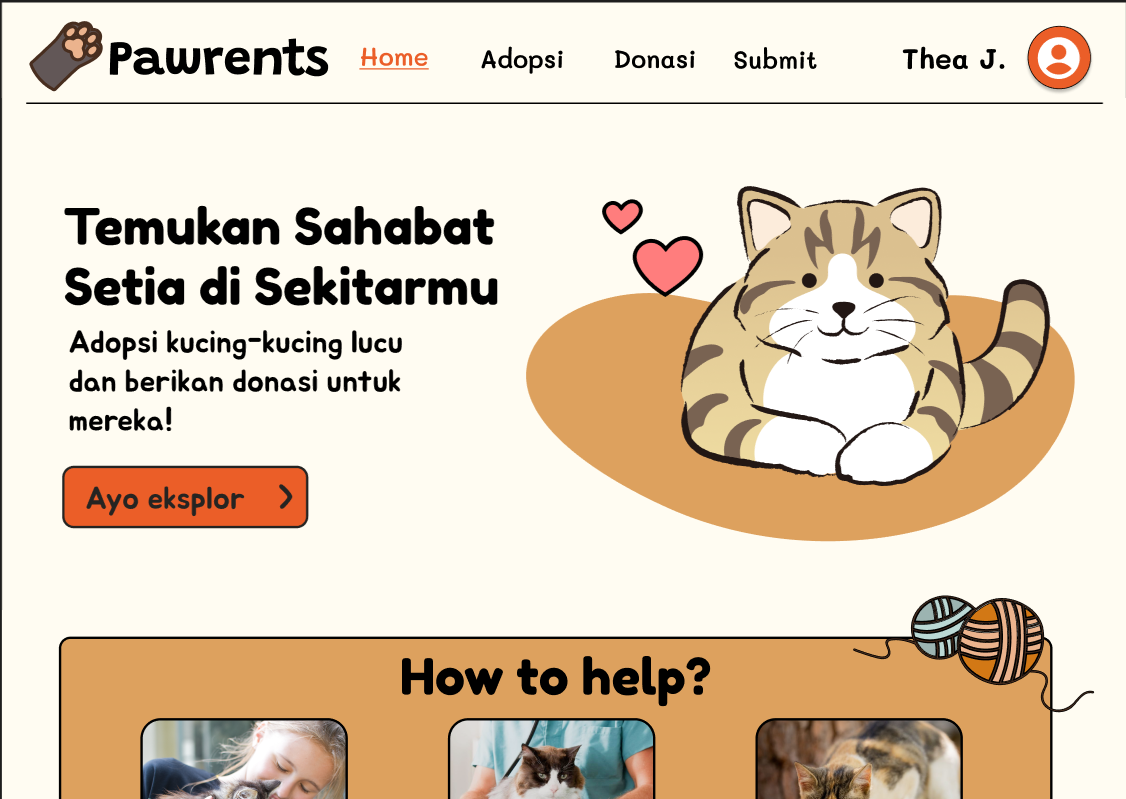 Pawrents Home Adopsi Donasi Submit Thea J.
Temukan Sahabat
Setia di Sekitarmu
Adopsi kucing-kucing lucu
dan berikan donasi untuk
mereka!
Ayo eksplor
How to help?